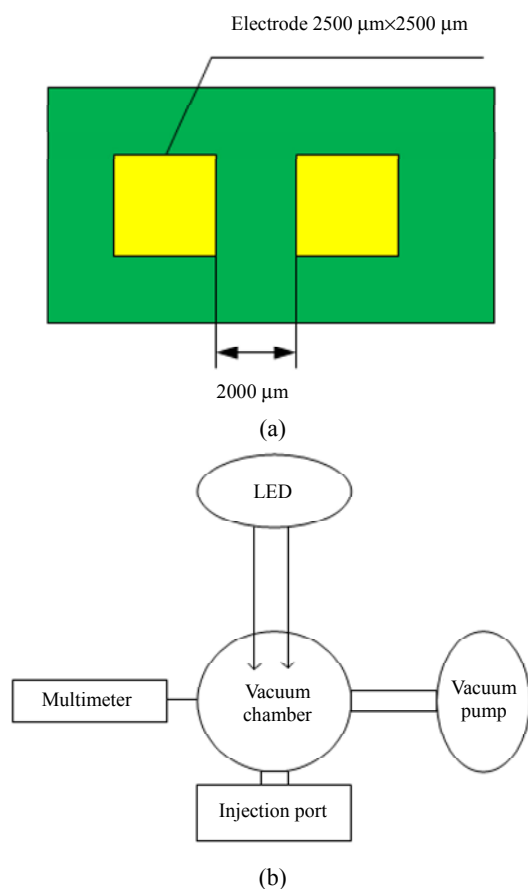 Electrode 2500 μm×2500 μm
2000 μm
(a)
LED
Multimeter
Vacuum
chamber
Vacuum
pump
Injection port
(b)